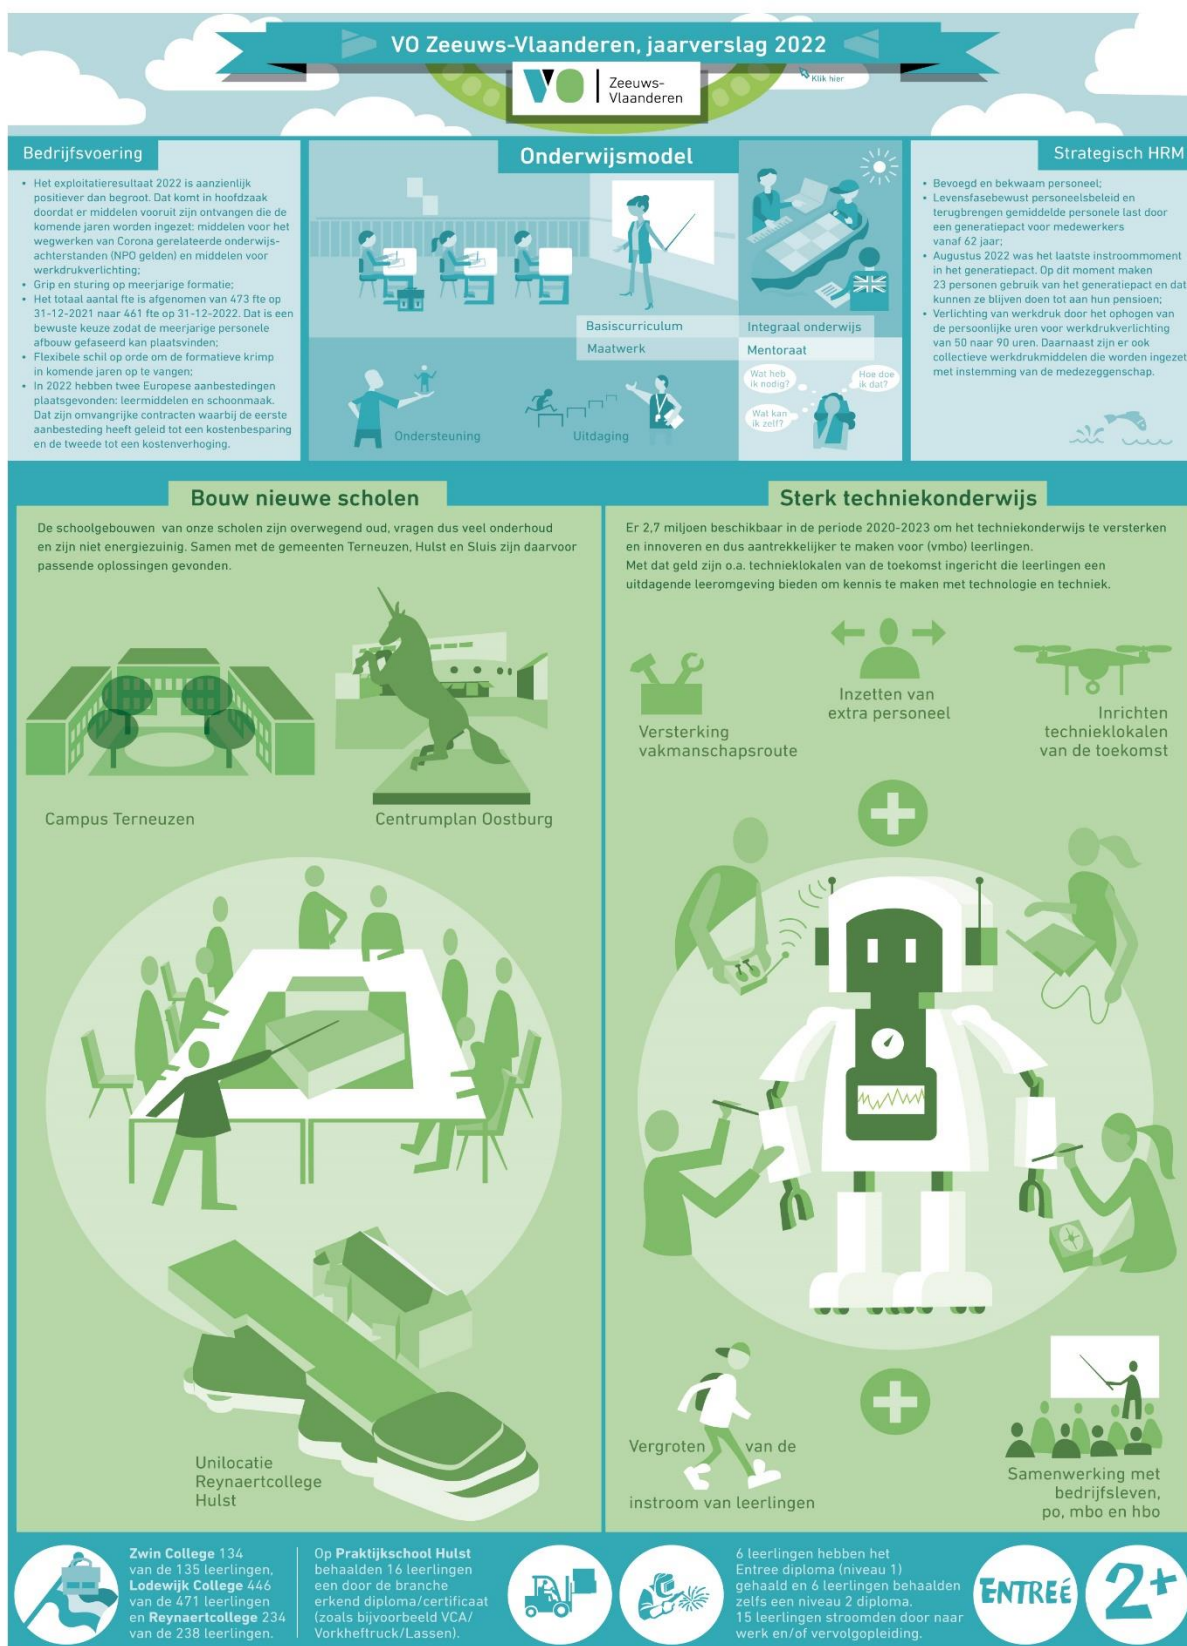 VO Zeeuws-Vlaanderen, jaarverslag 2022
VO
Zeeuws-
Vlaanderen
Klik hier
Bedrijfsvoering
• Het exploitatieresultaat 2022 is aanzienlijk
positiever dan begroot. Dat komt in hoofdzaak
doordat er middelen vooruit zijn ontvangen die de
komende jaren worden ingezet: middelen voor het
wegwerken van Corona gerelateerde onderwijs-
achterstanden (NPO gelden) en middelen voor
werkdrukverlichting;
• Grip en sturing op meerjarige formatie;
• Het totaal aantal fte is afgenomen van 473 fte op
31-12-2021 naar 461 fte op 31-12-2022. Dat is een
bewuste keuze zodat de meerjarige personele
afbouw gefaseerd kan plaatsvinden;
• Flexibele schil op orde om de formatieve krimp
in komende jaren op te vangen;
• In 2022 hebben twee Europese aanbestedingen
plaatsgevonden: leermiddelen en schoonmaak.
Dat zijn omvangrijke contracten waarbij de eerste
aanbesteding heeft geleid tot een kostenbesparing
en de tweede tot een kostenverhoging.
Onderwijsmodel
Basiscurriculum
Integraal onderwijs
Maatwerk
Mentoraat
Ondersteuning
Uitdaging
Wat heb
ik nodig?
Hoe doe
ik dat?
Wat kan
ik zelf?
Strategisch HRM
• Bevoegd en bekwaam personeel;
• Levensfasebewust personeelsbeleid en
terugbrengen gemiddelde personele last door
een generatiepact voor medewerkers
vanaf 62 jaar;
• Augustus 2022 was het laatste instroommoment
in het generatiepact. Op dit moment maken
23 personen gebruik van het generatiepact en dat
kunnen ze blijven doen tot aan hun pensioen;
• Verlichting van werkdruk door het ophogen van
de persoonlijke uren voor werkdrukverlichting
van 50 naar 90 uren. Daarnaast zijn er ook
collectieve werkdrukmiddelen die worden ingezet
met instemming van de medezeggenschap.
Bouw nieuwe scholen
De schoolgebouwen van onze scholen zijn overwegend oud, vragen dus veel onderhoud
en zijn niet energiezuinig. Samen met de gemeenten Terneuzen, Hulst en Sluis zijn daarvoor
passende oplossingen gevonden.
Campus Terneuzen
Centrumplan Oostburg
Unilocatie
Reynaertcollege
Hulst
Sterk techniekonderwijs
Er 2,7 miljoen beschikbaar in de periode 2020-2023 om het techniekonderwijs te versterken
en innoveren en dus aantrekkelijker te maken voor (vmbo) leerlingen.
Met dat geld zijn o.a. technieklokalen van de toekomst ingericht die leerlingen een
uitdagende leeromgeving bieden om kennis te maken met technologie en techniek.
Versterking
vakmanschapsroute
Inzetten van
extra personeel
Inrichten
technieklokalen
van de toekomst
Vergroten van de
instroom van leerlingen
Samenwerking met
bedrijfsleven,
po, mbo en hbo
Zwin College 134
van de 135 leerlingen,
Lodewijk College 446
van de 471 leerlingen
en Reynaertcollege 234
van de 238 leerlingen.
Op Praktijkschool Hulst
behaalden 16 leerlingen
een door de branche
erkend diploma/certificaat
(zoals bijvoorbeeld VCA/
Vorkheftruck/Lassen).
6 leerlingen hebben het
Entree diploma (niveau 1)
gehaald en 6 leerlingen behaalden
zelfs een niveau 2 diploma.
15 leerlingen stroomden door naar
werk en/of vervolgopleiding.
ENTREÉ
2+